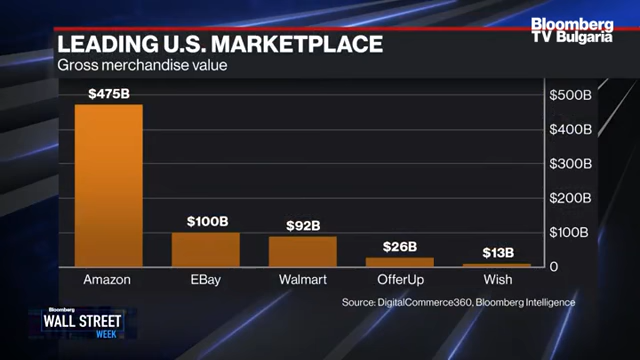 Bloomberg
TV Bulgaria
LEADING U.S. MARKETPLACE
Gross merchandise value
$475B
$500B
$400B
$300B
$200B
$100B
$92B
$100B
$26B
$13B
0
Amazon
EBay
Walmart
OfferUp
Wish
Source: DigitalCommerce360, Bloomberg Intelligence
Bloomberg
WALL STREET
WEEK